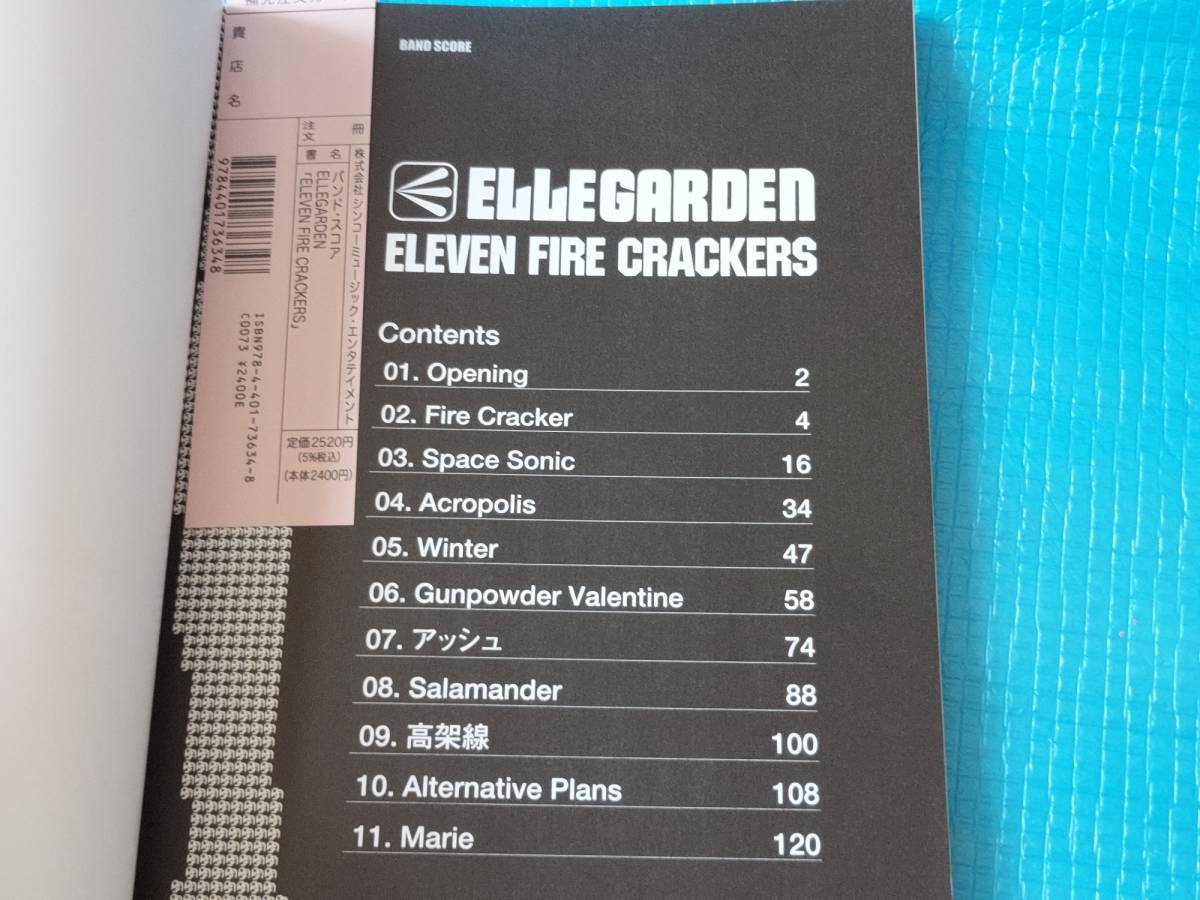 貴店名
注文
冊
書名
バンド・スコア
ELLEGARDEN
「ELEVEN FIRE CRACKERS」
株式会社シンコーミュージック・エンタテイメント
9784401736348
ISBN978-4-401-73634-8
C0073 ¥2400E
定価2520円
(5%税込)
(本体2400円)
BAND SCORE
ELLEGARDEN
ELEVEN FIRE CRACKERS
Contents
01. Opening 2
02. Fire Cracker 4
03. Space Sonic 16
04. Acropolis 34
05. Winter 47
06. Gunpowder Valentine 58
07. アッシュ 74
08. Salamander 88
09. 高架線 100
10. Alternative Plans 108
11. Marie 120